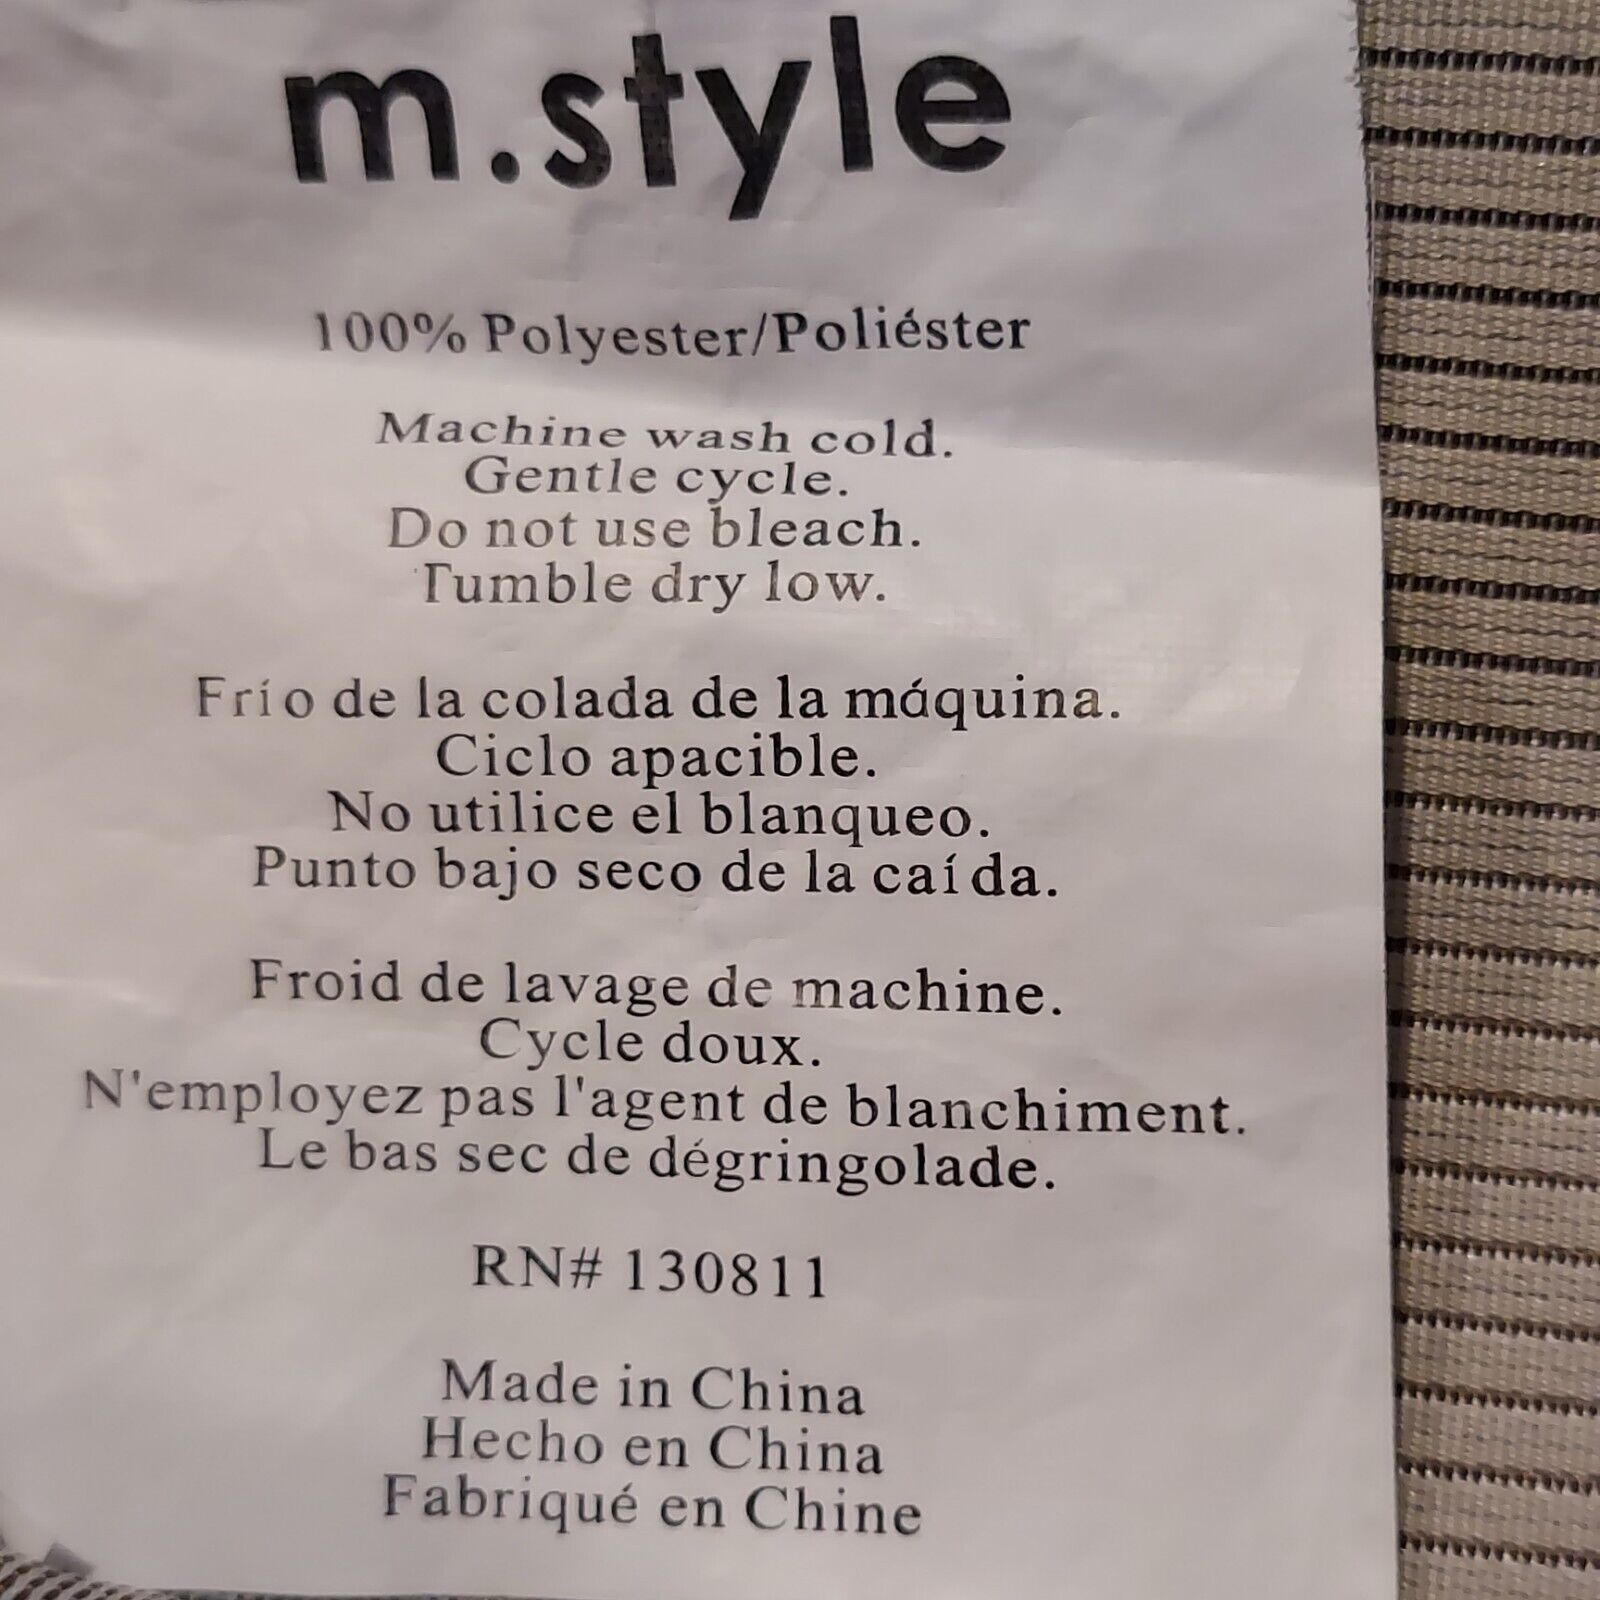 m.style
100% Polyester/Poliéster
Machine wash cold.
Gentle cycle.
Do not use bleach.
Tumble dry low.
Frío de la colada de la máquina.
Ciclo apacible.
No utilice el blanqueo.
Punto bajo seco de la caída.
Froid de lavage de machine.
Cycle doux.
N'employez pas l'agent de blanchiment.
Le bas sec de dégringolade.
RN# 130811
Made in China
Hecho en China
Fabriqué en Chine